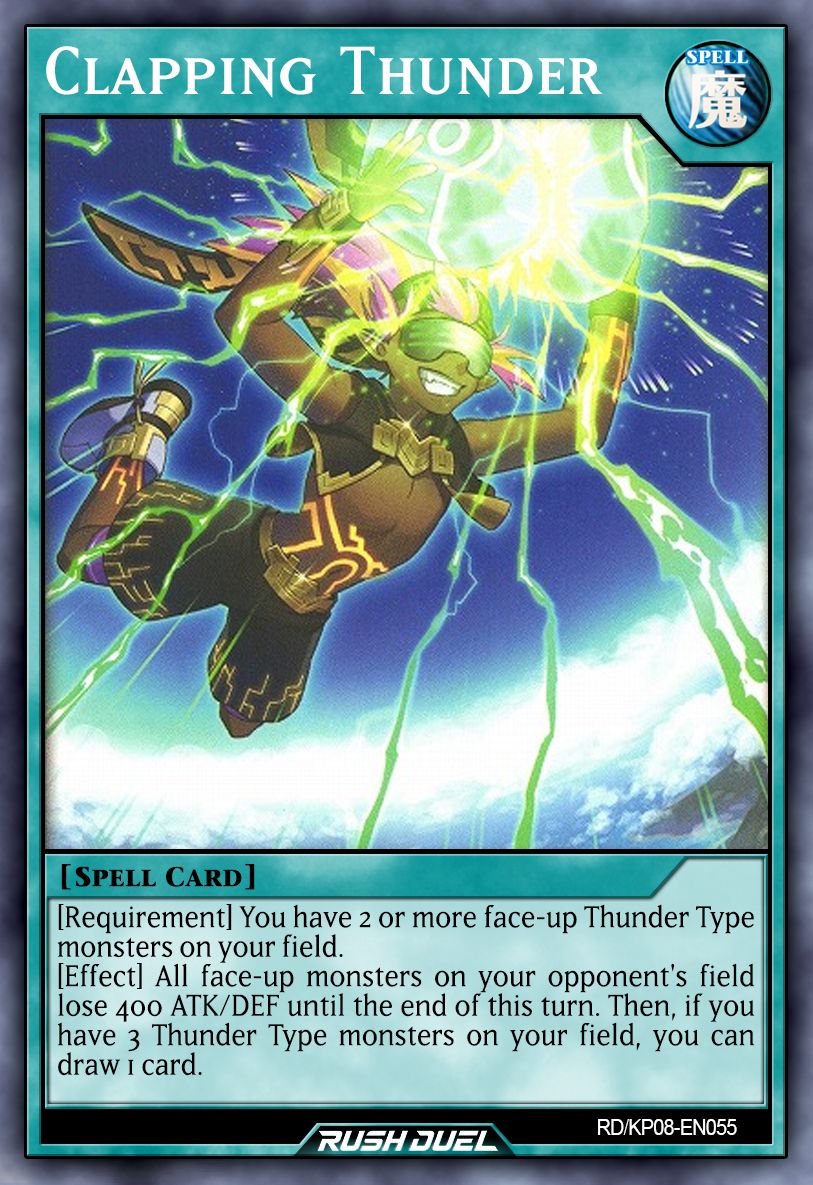 Clapping Thunder
SPELL
魔
[Spell Card]
[Requirement] You have 2 or more face-up Thunder Type
monsters on your field.
[Effect] All face-up monsters on your opponent's field
lose 400 ATK/DEF until the end of this turn. Then, if you
have 3 Thunder Type monsters on your field, you can
draw 1 card.
RD/KP08-EN055
RUSH DUEL